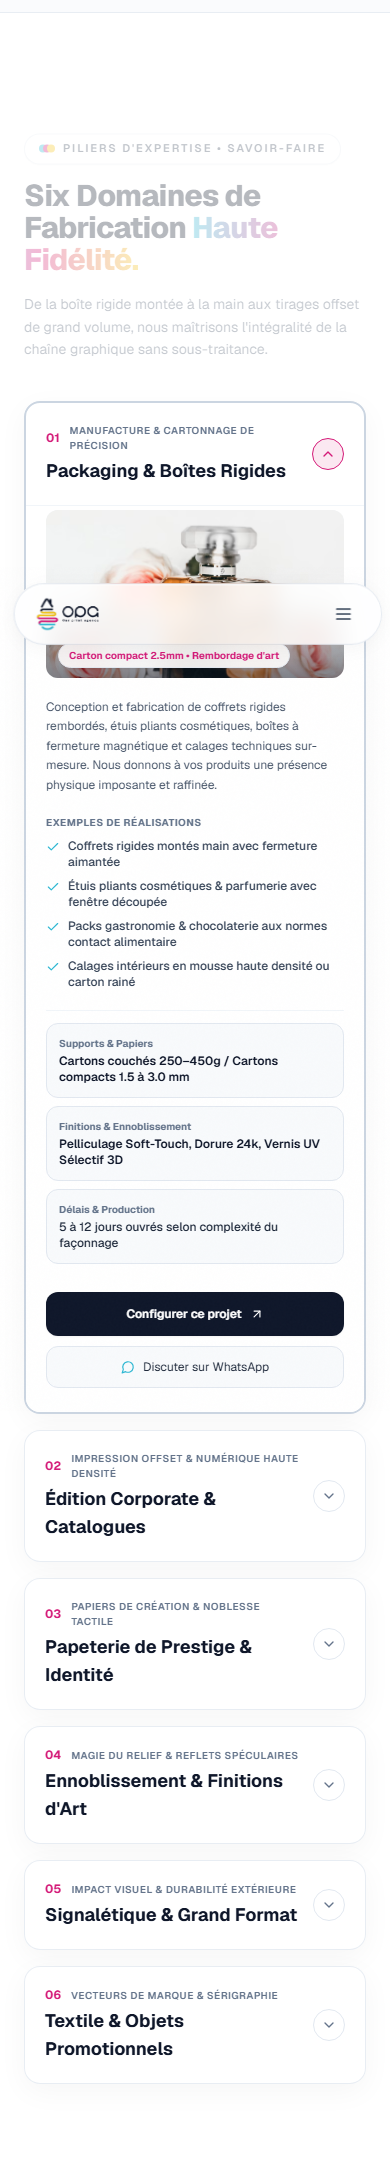 PILIERS D'EXPERTISE • SAVOIR-FAIRE
Six Domaines de
Fabrication Haute
Fidélité.
De la boîte rigide montée à la main aux tirages offset
de grand volume, nous maîtrisons l'intégralité de la
chaîne graphique sans sous-traitance.
01 MANUFACTURE & CARTONNAGE DE
PRÉCISION
Packaging & Boîtes Rigides
opa
Carton compact 2.5mm • Rembordage d'art
Conception et fabrication de coffrets rigides
rembordés, étuis pliants cosmétiques, boîtes à
fermeture magnétique et calages techniques sur-
mesure. Nous donnons à vos produits une présence
physique imposante et raffinée.
EXEMPLES DE RÉALISATIONS
Coffrets rigides montés main avec fermeture
aimantée
Étuis pliants cosmétiques & parfumerie avec
fenêtre découpée
Packs gastronomie & chocolaterie aux normes
contact alimentaire
Calages intérieurs en mousse haute densité ou
carton rainé
Supports & Papiers
Cartons couchés 250–450g / Cartons
compacts 1.5 à 3.0 mm
Finitions & Ennoblissement
Pelliculage Soft-Touch, Dorure 24k, Vernis UV
Sélectif 3D
Délais & Production
5 à 12 jours ouvrés selon complexité du
façonnage
Configurer ce projet
Discuter sur WhatsApp
02 IMPRESSION OFFSET & NUMÉRIQUE HAUTE
DENSITÉ
Édition Corporate &
Catalogues
03 PAPIERS DE CRÉATION & NOBLESSE
TACTILE
Papeterie de Prestige &
Identité
04 MAGIE DU RELIEF & REFLETS SPÉCULAIRES
Ennoblissement & Finitions
d'Art
05 IMPACT VISUEL & DURABILITÉ EXTÉRIEURE
Signalétique & Grand Format
06 VECTEURS DE MARQUE & SÉRIGRAPHIE
Textile & Objets
Promotionnels